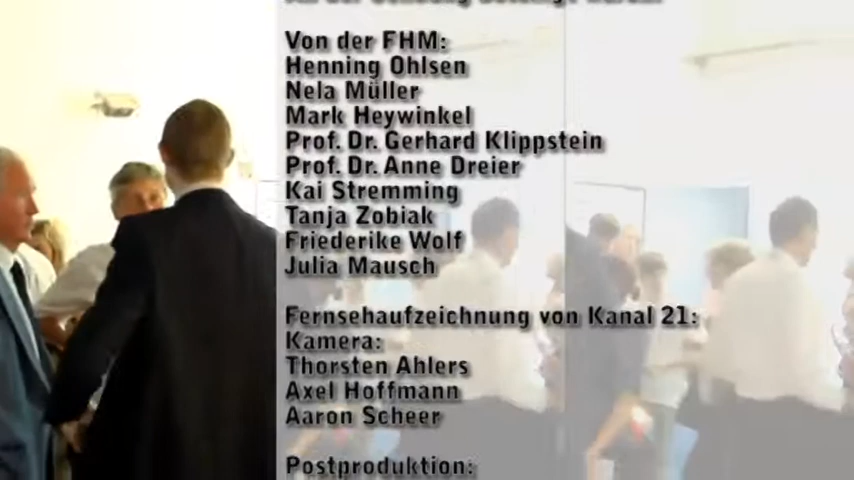 Von der FHM:
Henning Ohlsen
Nela Müller
Mark Heywinkel
Prof. Dr. Gerhard Klippstein
Prof. Dr. Anne Dreier
Kai Stremming
Tanja Zobiak
Friederike Wolf
Julia Mausch
Fernsehaufzeichnung von Kanal 21:
Kamera:
Thorsten Ahlers
Axel Hoffmann
Aaron Scheer
Postproduktion: